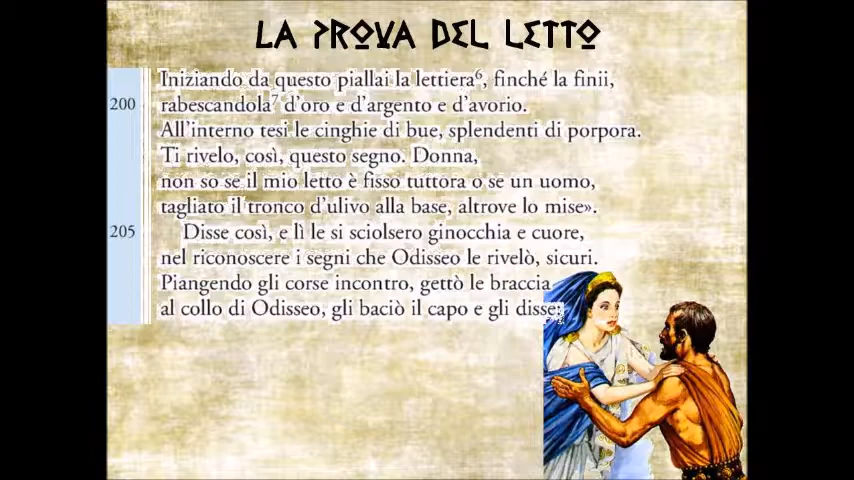 LA PROVA DEL LETTO
Iniziando da questo piallai la lettiera⁶, finché la finii,
200 rabescandola⁷ d'oro e d'argento e d'avorio.
All'interno tesi le cinghie di bue, splendenti di porpora.
Ti rivelo, così, questo segno. Donna,
non so se il mio letto è fisso tuttora o se un uomo,
tagliato il tronco d'ulivo alla base, altrove lo mise».
205 Disse così, e lì le si sciolsero ginocchia e cuore,
nel riconoscere i segni che Odisseo le rivelò, sicuri.
Piangendo gli corse incontro, gettò le braccia
al collo di Odisseo, gli baciò il capo e gli disse: